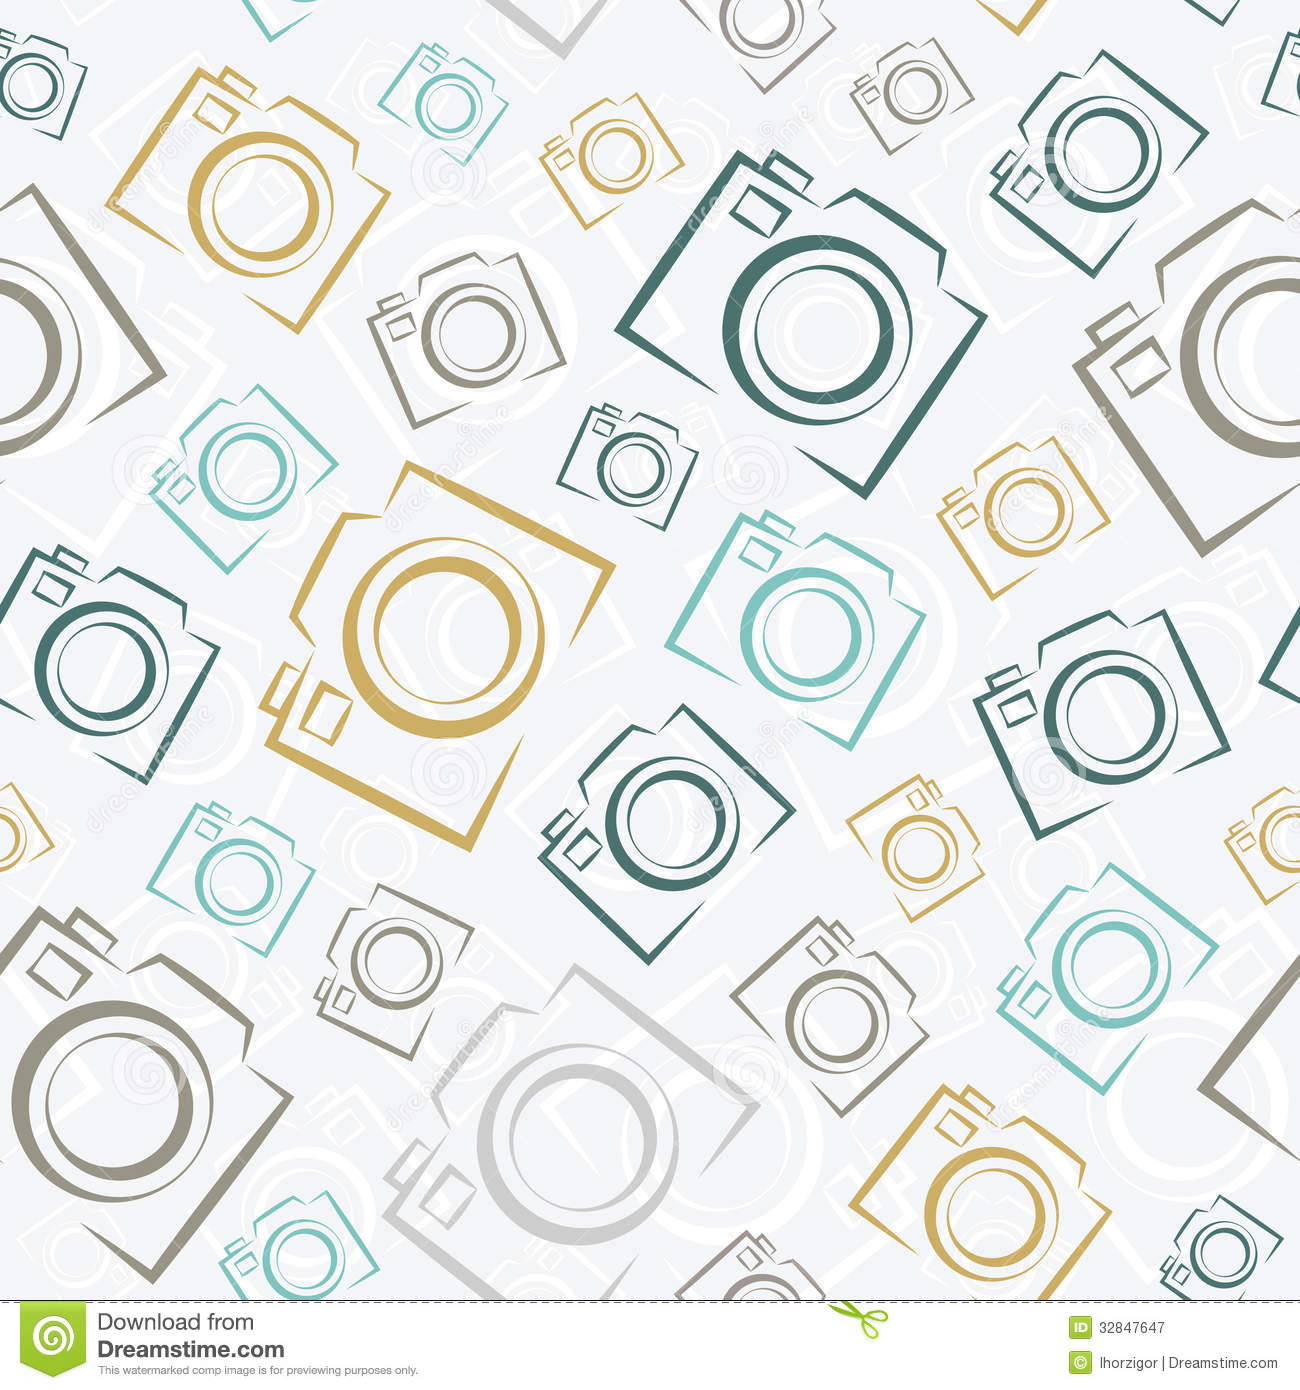 Download from
Dreamstime.com
This watermarked comp image is for previewing purposes only.
ID 32847647
© Ihorzigor | Dreamstime.com